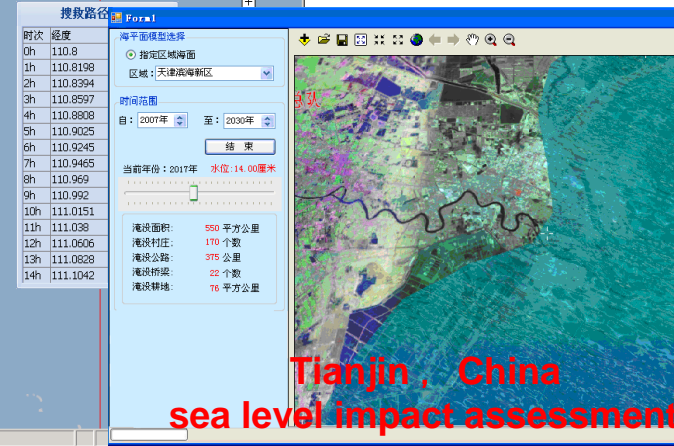 搜救路径
时次 经度
0h 110.8
1h 110.8198
2h 110.8394
3h 110.8597
4h 110.8808
5h 110.9025
6h 110.9245
7h 110.9465
8h 110.969
9h 110.992
10h 111.0151
11h 111.038
12h 111.0606
13h 111.0828
14h 111.1042
Form1
海平面模型选择
指定区域海面
区域：天津滨海新区
时间范围
自：2007年 至：2030年
结 束
当前年份：2017年 水位:14.00厘米
淹没面积: 550 平方公里
淹没村庄: 170 个数
淹没公路: 375 公里
淹没桥梁: 22 个数
淹没耕地: 76 平方公里
Tianjin， China
sea level impact assessment